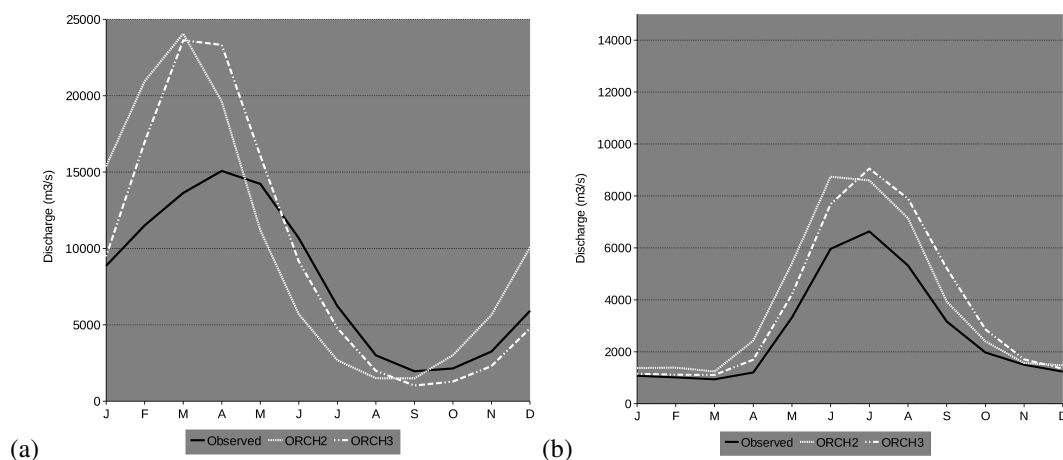 25000
20000
15000
10000
5000
0
Discharge (m3/s)
J F M A M J J A S O N D
Observed ORCH2 ORCH3
(a)
14000
12000
10000
8000
6000
4000
2000
0
Discharge (m3/s)
J F M A M J J A S O N D
Observed ORCH2 ORCH3
(b)